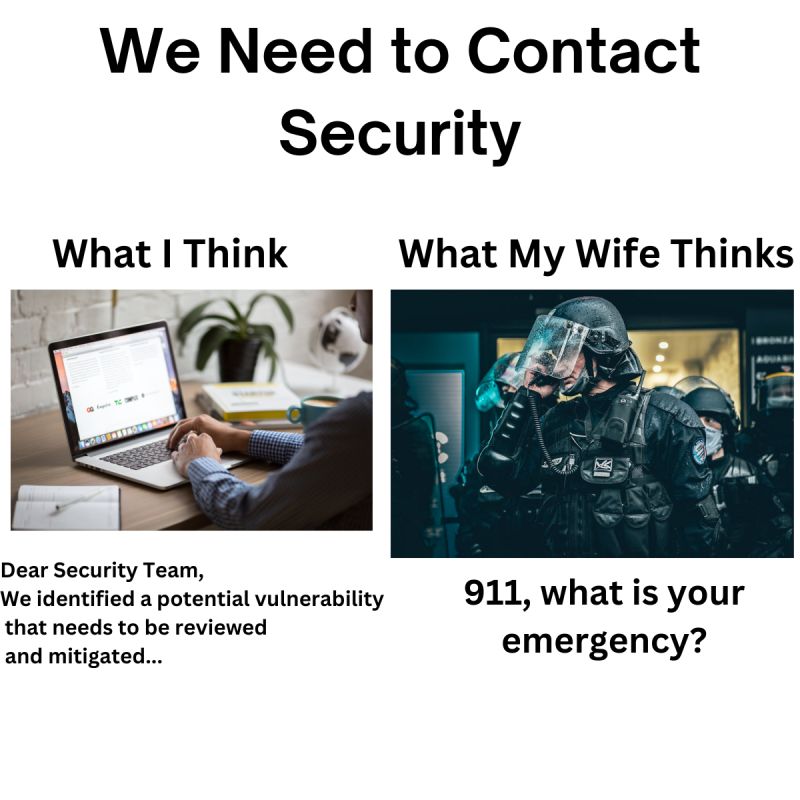 We Need to Contact
Security
What I Think
What My Wife Thinks
Dear Security Team,
We identified a potential vulnerability
that needs to be reviewed
and mitigated...
911, what is your
emergency?